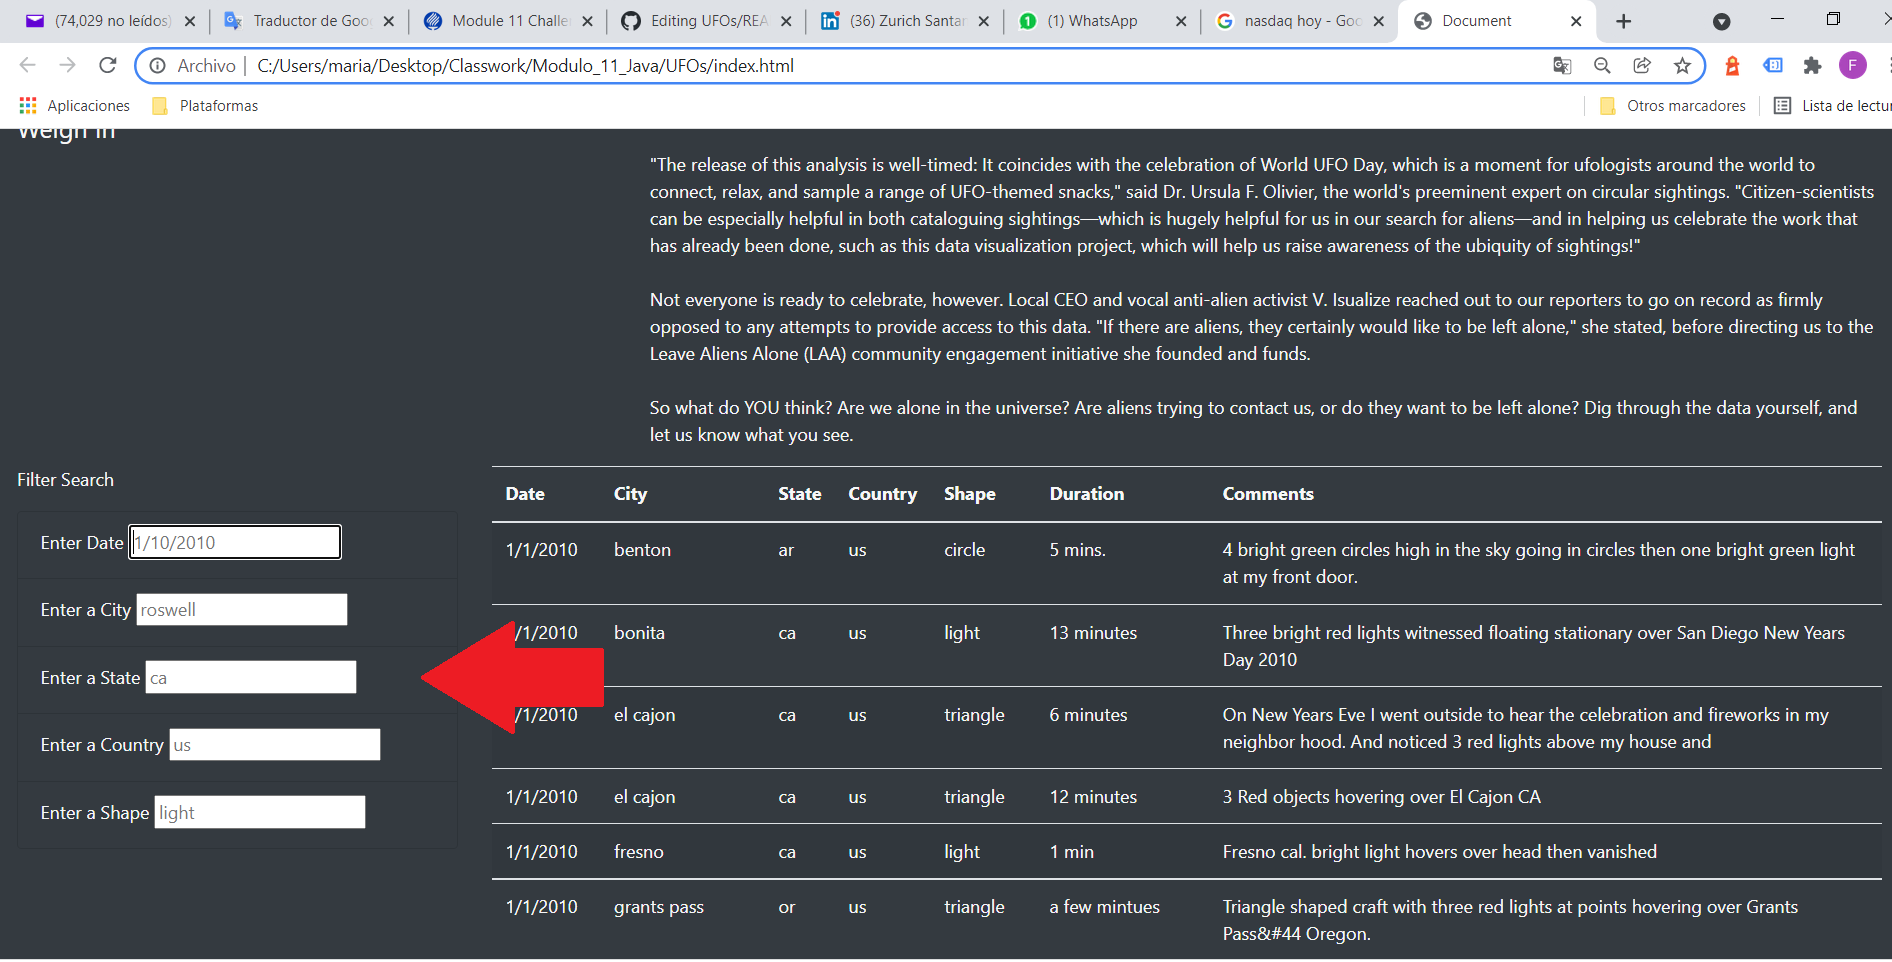 (74,029 no leídos)
Traductor de Goo
Module 11 Challe
Editing UFOs/REA
(36) Zurich Santan
(1) WhatsApp
nasdaq hoy - Goo
Document
Archivo
C:/Users/maria/Desktop/Classwork/Modulo_11_Java/UFOs/index.html
F
Aplicaciones
Plataformas
Otros marcadores
Lista de lectur
Weigh In
"The release of this analysis is well-timed: It coincides with the celebration of World UFO Day, which is a moment for ufologists around the world to
connect, relax, and sample a range of UFO-themed snacks," said Dr. Ursula F. Olivier, the world's preeminent expert on circular sightings. "Citizen-scientists
can be especially helpful in both cataloguing sightings—which is hugely helpful for us in our search for aliens—and in helping us celebrate the work that
has already been done, such as this data visualization project, which will help us raise awareness of the ubiquity of sightings!"
Not everyone is ready to celebrate, however. Local CEO and vocal anti-alien activist V. Isualize reached out to our reporters to go on record as firmly
opposed to any attempts to provide access to this data. "If there are aliens, they certainly would like to be left alone," she stated, before directing us to the
Leave Aliens Alone (LAA) community engagement initiative she founded and funds.
So what do YOU think? Are we alone in the universe? Are aliens trying to contact us, or do they want to be left alone? Dig through the data yourself, and
let us know what you see.
Filter Search
Enter Date 1/10/2010
Enter a City roswell
Enter a State ca
Enter a Country us
Enter a Shape light
Date City State Country Shape Duration Comments
1/1/2010 benton ar us circle 5 mins. 4 bright green circles high in the sky going in circles then one bright green light
at my front door.
/1/2010 bonita ca us light 13 minutes Three bright red lights witnessed floating stationary over San Diego New Years
Day 2010
/1/2010 el cajon ca us triangle 6 minutes On New Years Eve I went outside to hear the celebration and fireworks in my
neighbor hood. And noticed 3 red lights above my house and
1/1/2010 el cajon ca us triangle 12 minutes 3 Red objects hovering over El Cajon CA
1/1/2010 fresno ca us light 1 min Fresno cal. bright light hovers over head then vanished
1/1/2010 grants pass or us triangle a few mintues Triangle shaped craft with three red lights at points hovering over Grants
Pass&#44 Oregon.